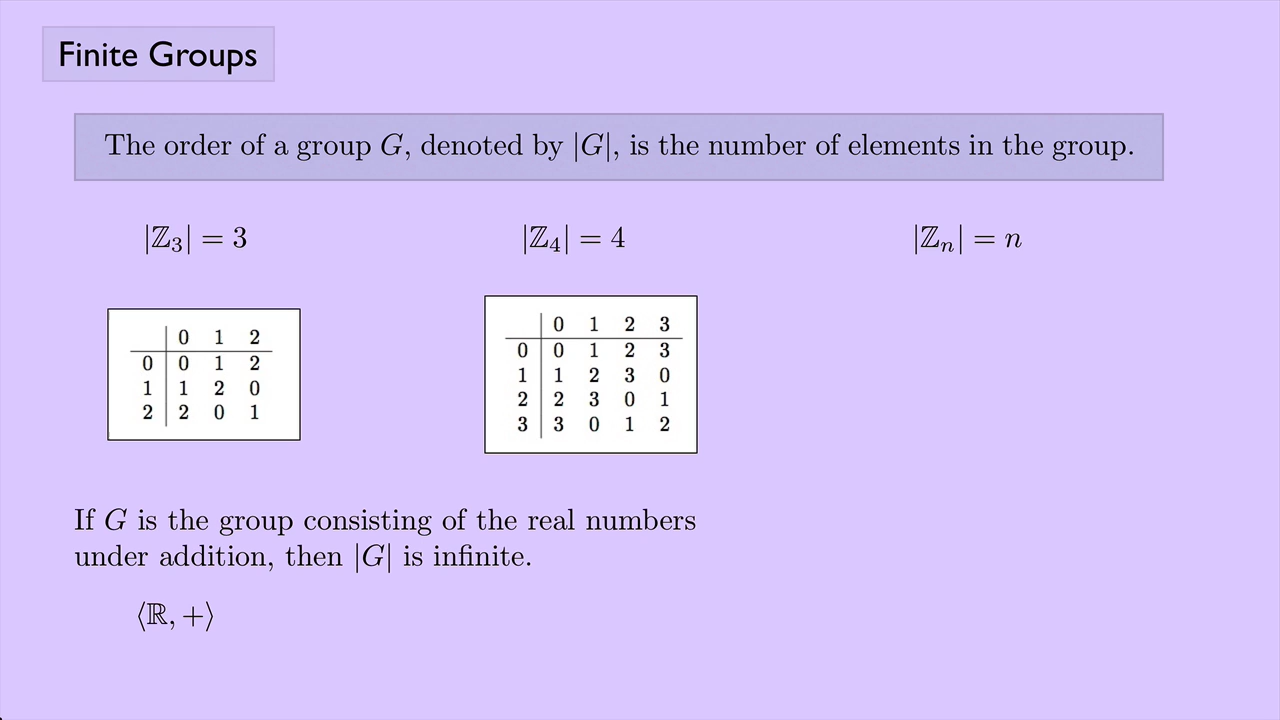 Finite Groups
The order of a group G, denoted by |G|, is the number of elements in the group.
|ℤ₃| = 3
|ℤ₄| = 4
|ℤₙ| = n
0 1 2
0 0 1 2
1 1 2 0
2 2 0 1
0 1 2 3
0 0 1 2 3
1 1 2 3 0
2 2 3 0 1
3 3 0 1 2
If G is the group consisting of the real numbers
under addition, then |G| is infinite.
⟨ℝ, +⟩